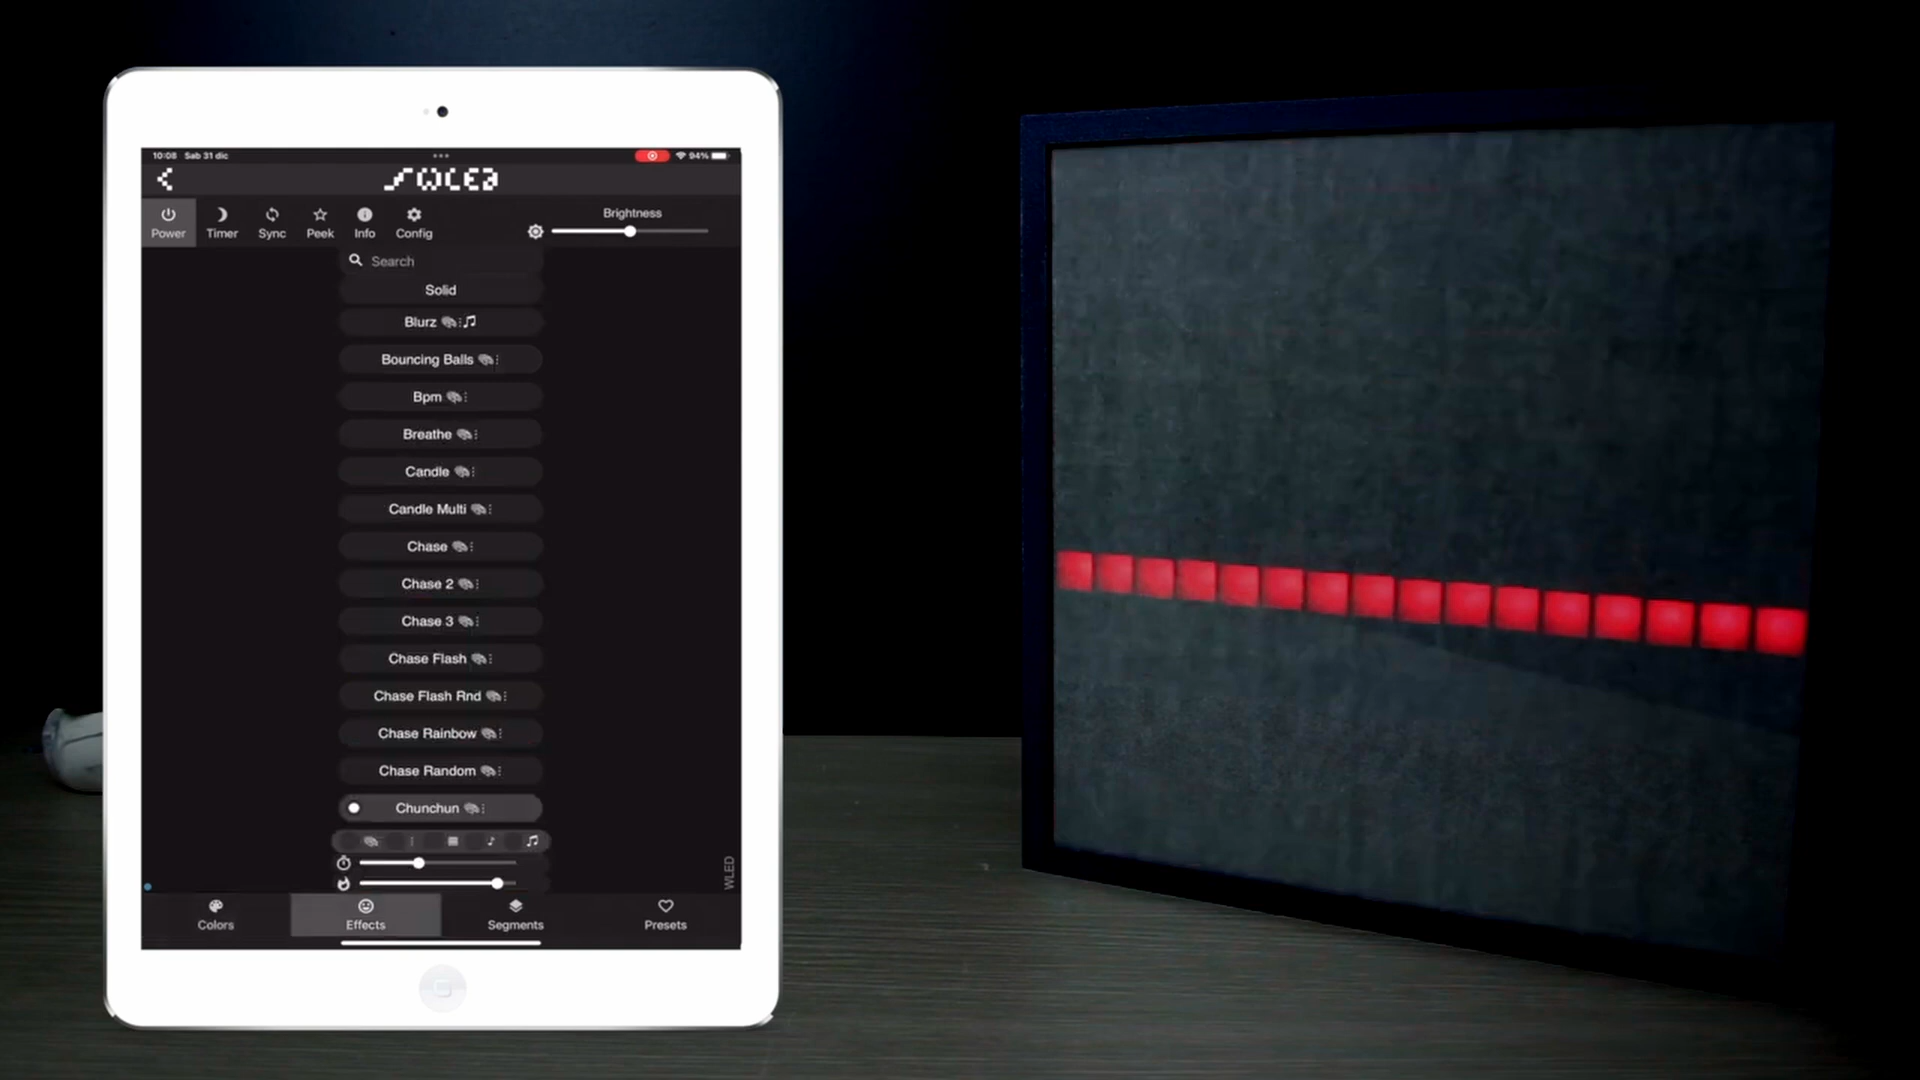 10:08 Sab 31 dic
94%
WLED
Power Timer Sync Peek Info Config
Brightness
Search
Solid
Blurz
Bouncing Balls
Bpm
Breathe
Candle
Candle Multi
Chase
Chase 2
Chase 3
Chase Flash
Chase Flash Rnd
Chase Rainbow
Chase Random
Chunchun
WLED
Colors Effects Segments Presets